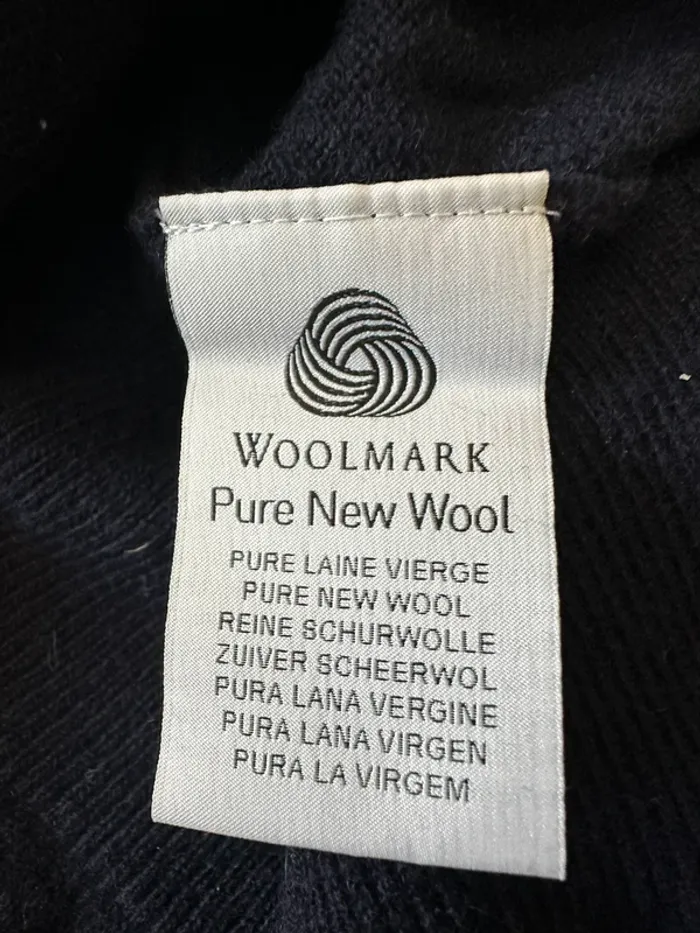 WOOLMARK
Pure New Wool
PURE LAINE VIERGE
PURE NEW WOOL
REINE SCHURWOLLE
ZUIVER SCHEERWOL
PURA LANA VERGINE
PURA LANA VIRGEN
PURA LA VIRGEM